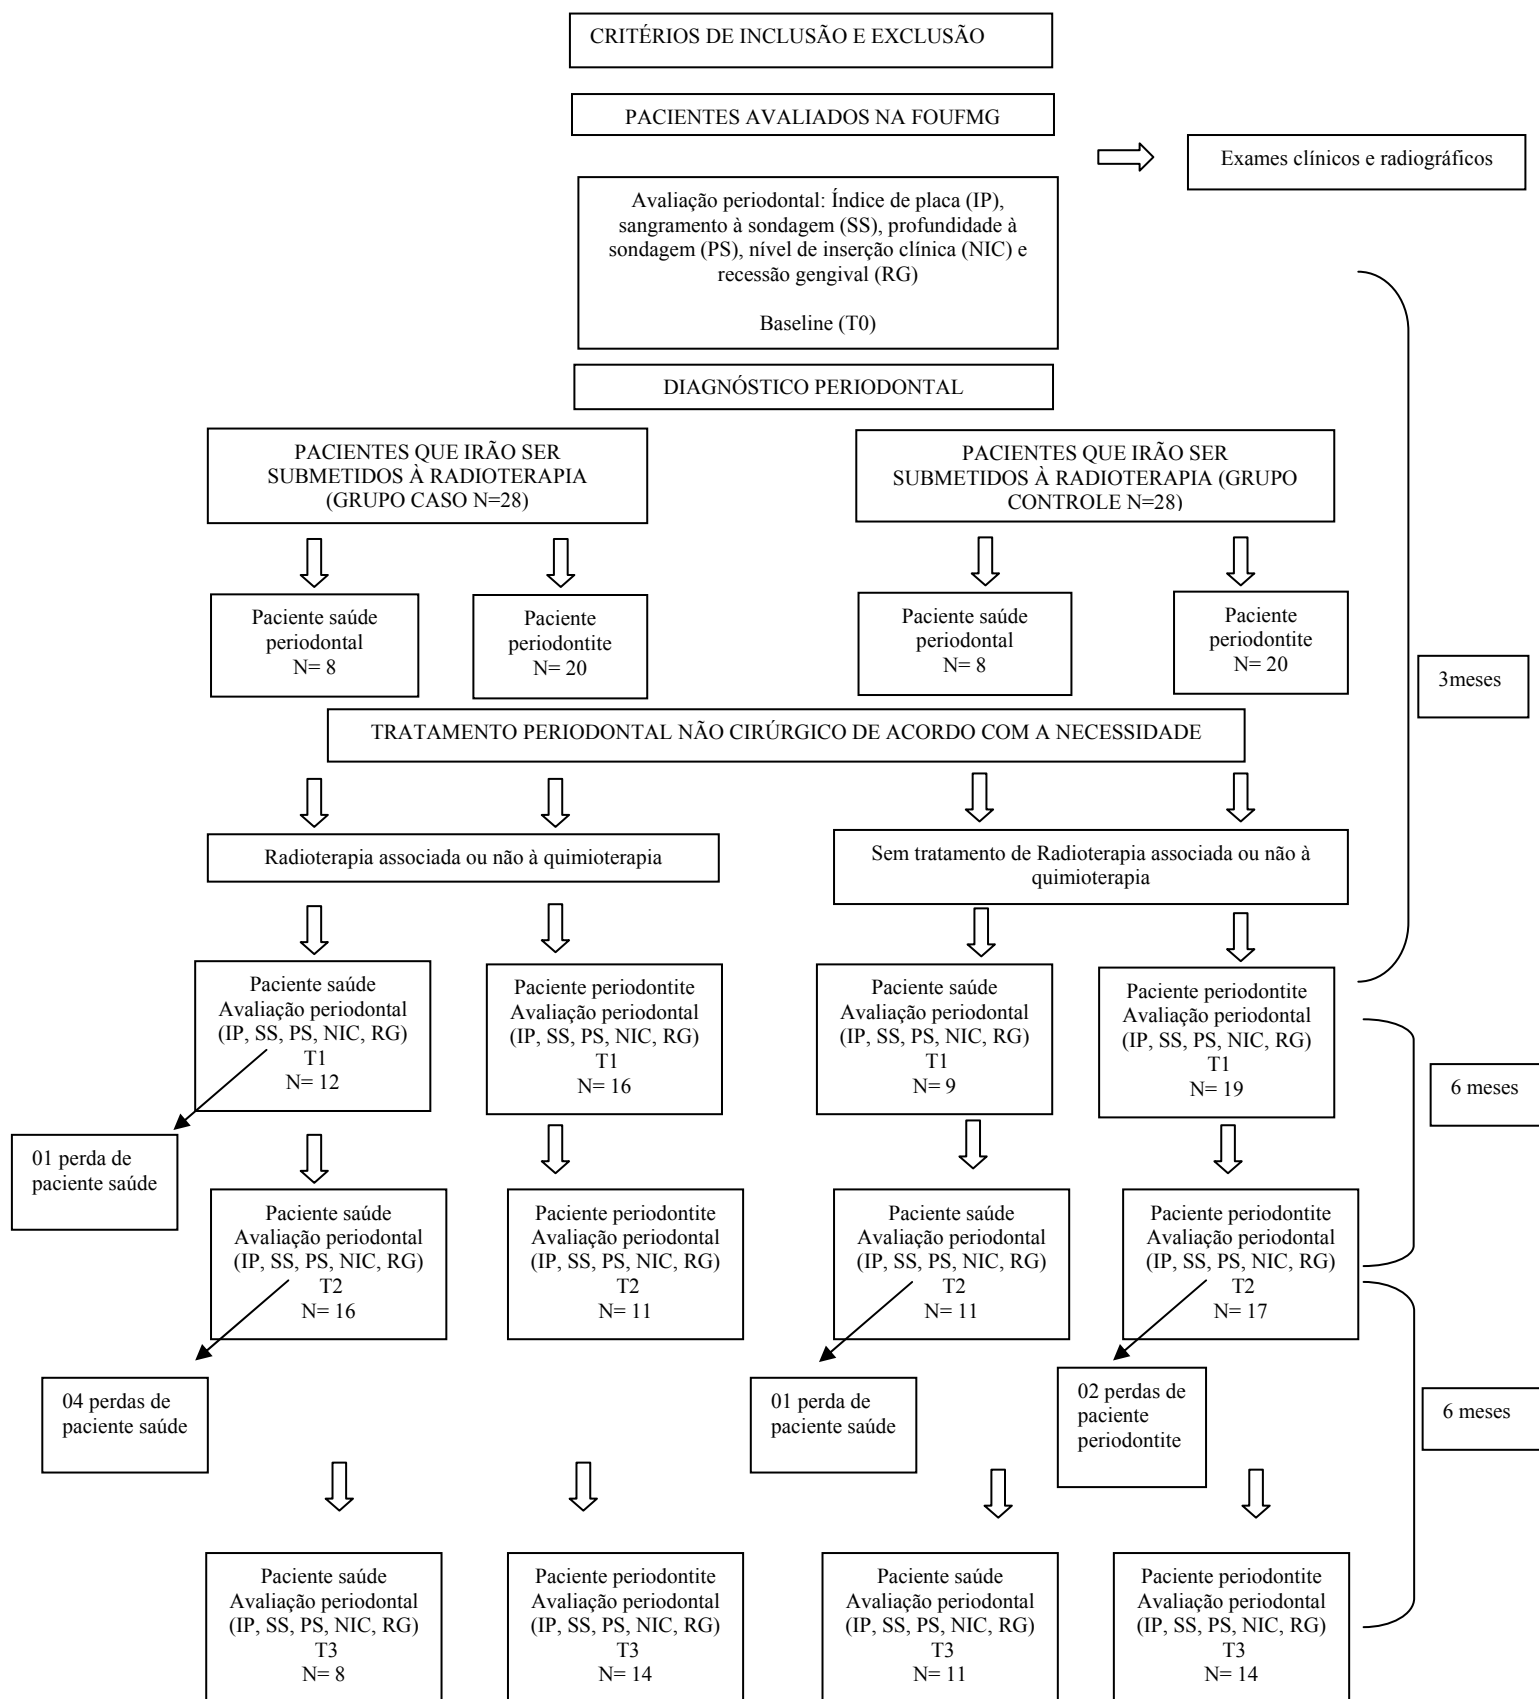 CRITÉRIOS DE INCLUSÃO E EXCLUSÃO
PACIENTES AVALIADOS NA FOUFMG
Exames clínicos e radiográficos
Avaliação periodontal: Índice de placa (IP),
sangramento à sondagem (SS), profundidade à
sondagem (PS), nível de inserção clínica (NIC) e
recessão gengival (RG)
Baseline (T0)
DIAGNÓSTICO PERIODONTAL
PACIENTES QUE IRÃO SER
SUBMETIDOS À RADIOTERAPIA
(GRUPO CASO N=28)
PACIENTES QUE IRÃO SER
SUBMETIDOS À RADIOTERAPIA (GRUPO
CONTROLE N=28)
Paciente saúde
periodontal
N= 8
Paciente
periodontite
N= 20
Paciente saúde
periodontal
N= 8
Paciente
periodontite
N= 20
3meses
TRATAMENTO PERIODONTAL NÃO CIRÚRGICO DE ACORDO COM A NECESSIDADE
Radioterapia associada ou não à quimioterapia
Sem tratamento de Radioterapia associada ou não à
quimioterapia
Paciente saúde
Avaliação periodontal
(IP, SS, PS, NIC, RG)
T1
N= 12
Paciente periodontite
Avaliação periodontal
(IP, SS, PS, NIC, RG)
T1
N= 16
Paciente saúde
Avaliação periodontal
(IP, SS, PS, NIC, RG)
T1
N= 9
Paciente periodontite
Avaliação periodontal
(IP, SS, PS, NIC, RG)
T1
N= 19
6 meses
01 perda de
paciente saúde
Paciente saúde
Avaliação periodontal
(IP, SS, PS, NIC, RG)
T2
N= 16
Paciente periodontite
Avaliação periodontal
(IP, SS, PS, NIC, RG)
T2
N= 11
Paciente saúde
Avaliação periodontal
(IP, SS, PS, NIC, RG)
T2
N= 11
Paciente periodontite
Avaliação periodontal
(IP, SS, PS, NIC, RG)
T2
N= 17
04 perdas de
paciente saúde
01 perda de
paciente saúde
02 perdas de
paciente
periodontite
6 meses
Paciente saúde
Avaliação periodontal
(IP, SS, PS, NIC, RG)
T3
N= 8
Paciente periodontite
Avaliação periodontal
(IP, SS, PS, NIC, RG)
T3
N= 14
Paciente saúde
Avaliação periodontal
(IP, SS, PS, NIC, RG)
T3
N= 11
Paciente periodontite
Avaliação periodontal
(IP, SS, PS, NIC, RG)
T3
N= 14